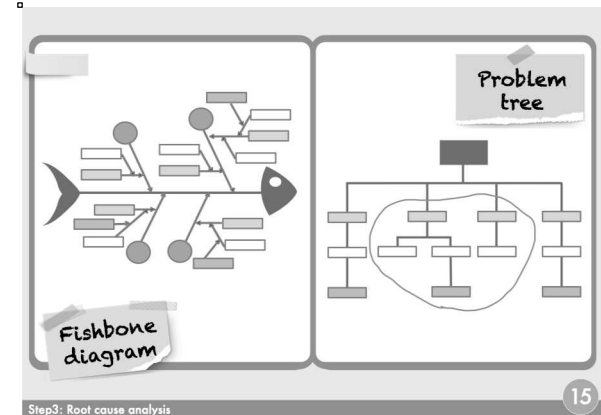 Problem
tree
Fishbone
diagram
Step3: Root cause analysis
15